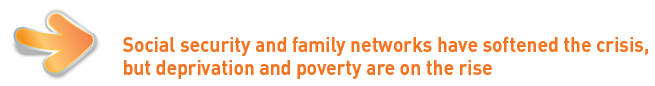 Social security and family networks have softened the crisis,
but deprivation and poverty are on the rise